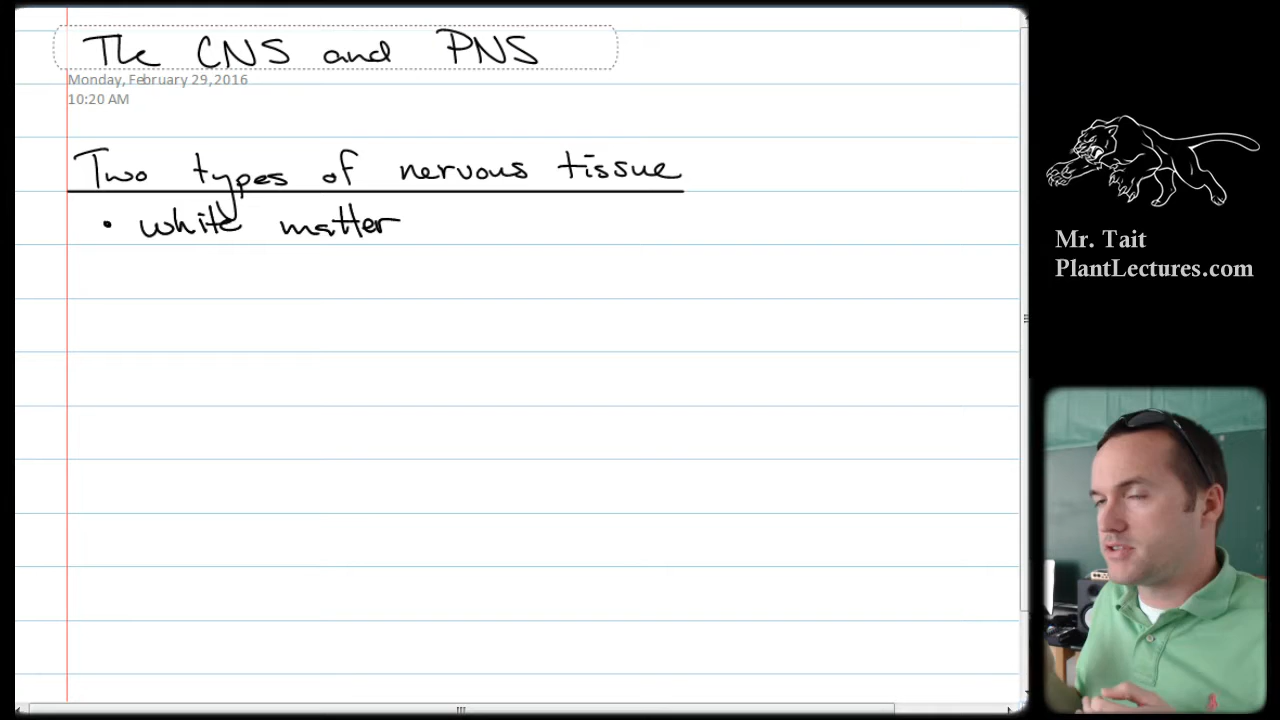 The CNS and PNS
Monday, February 29, 2016
10:20 AM
Two types of nervous tissue
• white matter
Mr. Tait
PlantLectures.com